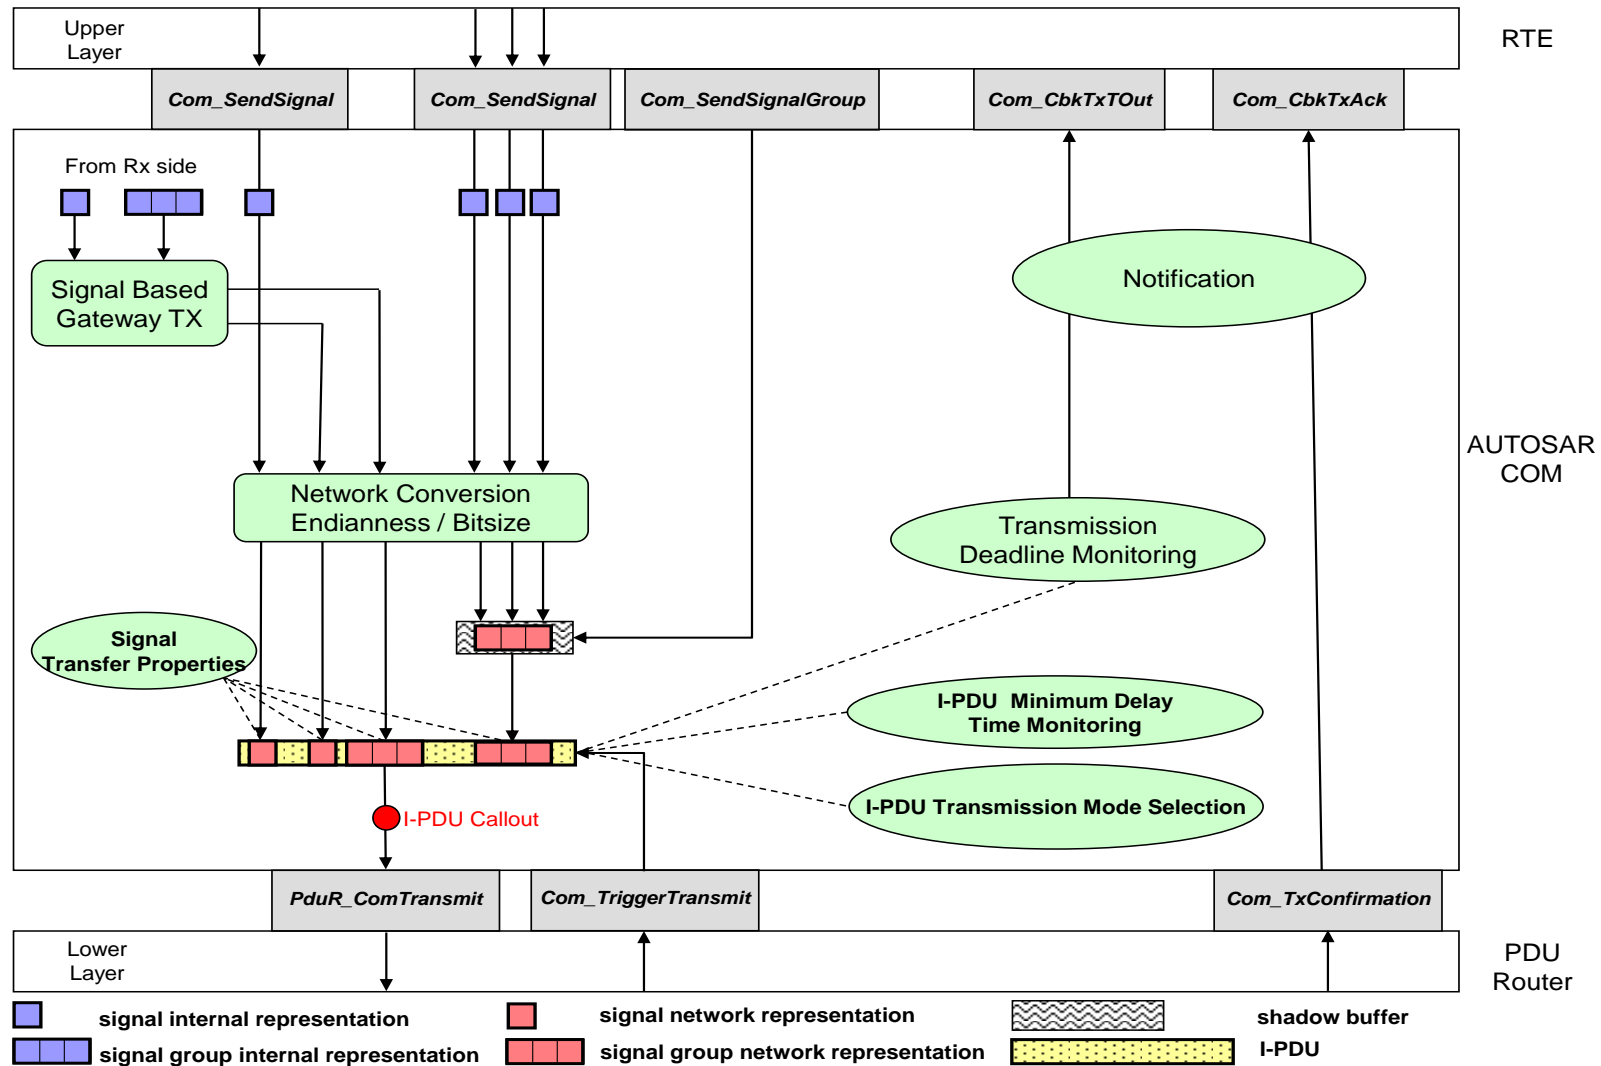 Upper
Layer
RTE
Com_SendSignal
Com_SendSignal
Com_SendSignalGroup
Com_CbkTxTOut
Com_CbkTxAck
From Rx side
Signal Based
Gateway TX
Notification
AUTOSAR
COM
Network Conversion
Endianness / Bitsize
Transmission
Deadline Monitoring
Signal
Transfer Properties
I-PDU Minimum Delay
Time Monitoring
I-PDU Transmission Mode Selection
I-PDU Callout
PduR_ComTransmit
Com_TriggerTransmit
Com_TxConfirmation
Lower
Layer
PDU
Router
signal internal representation
signal network representation
shadow buffer
signal group internal representation
signal group network representation
I-PDU